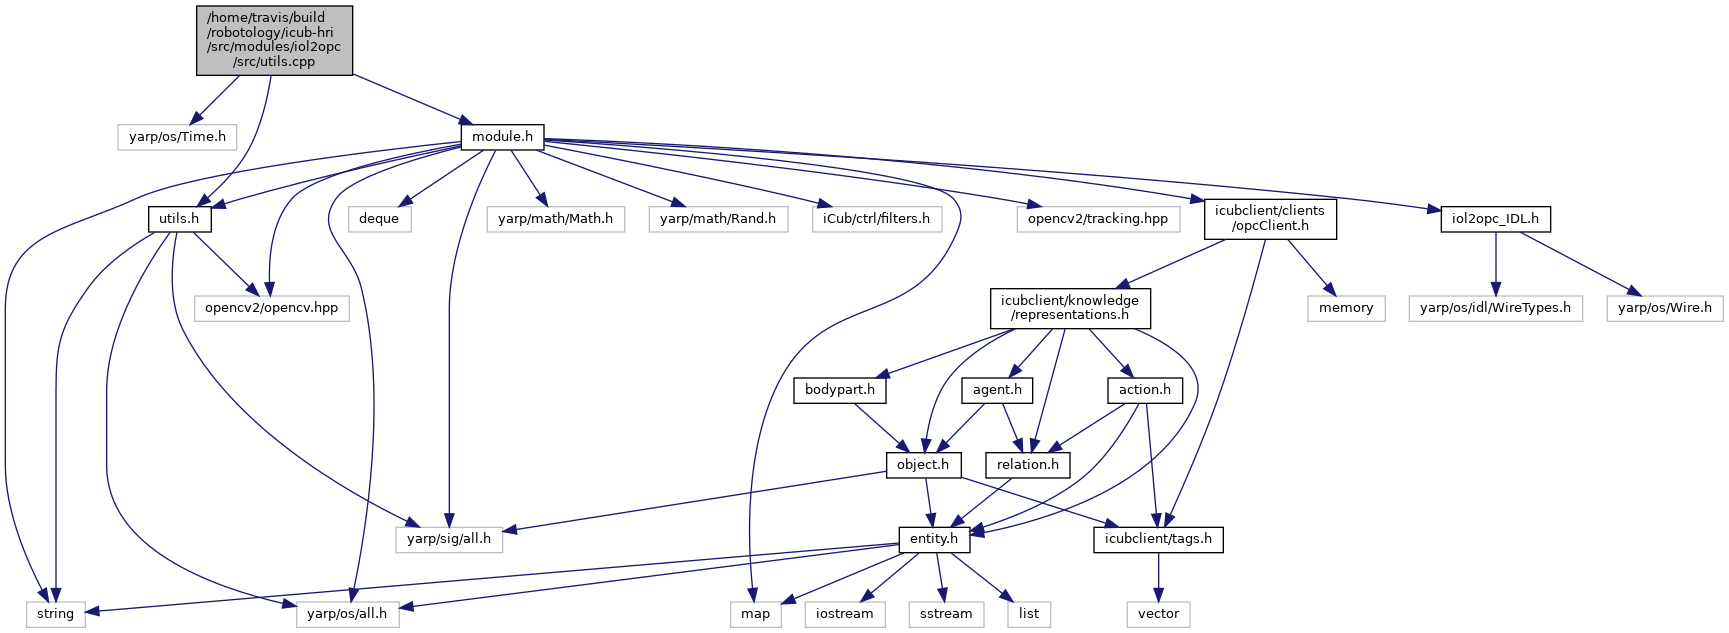 /home/travis/build
/robotology/icub-hri
/src/modules/iol2opc
/src/utils.cpp
yarp/os/Time.h
module.h
utils.h
deque
yarp/math/Math.h
yarp/math/Rand.h
iCub/ctrl/filters.h
opencv2/tracking.hpp
icubclient/clients
/opcClient.h
iol2opc_IDL.h
opencv2/opencv.hpp
icubclient/knowledge
/representations.h
memory
yarp/os/idl/WireTypes.h
yarp/os/Wire.h
bodypart.h
agent.h
action.h
object.h
relation.h
yarp/sig/all.h
entity.h
icubclient/tags.h
string
yarp/os/all.h
map
iostream
sstream
list
vector